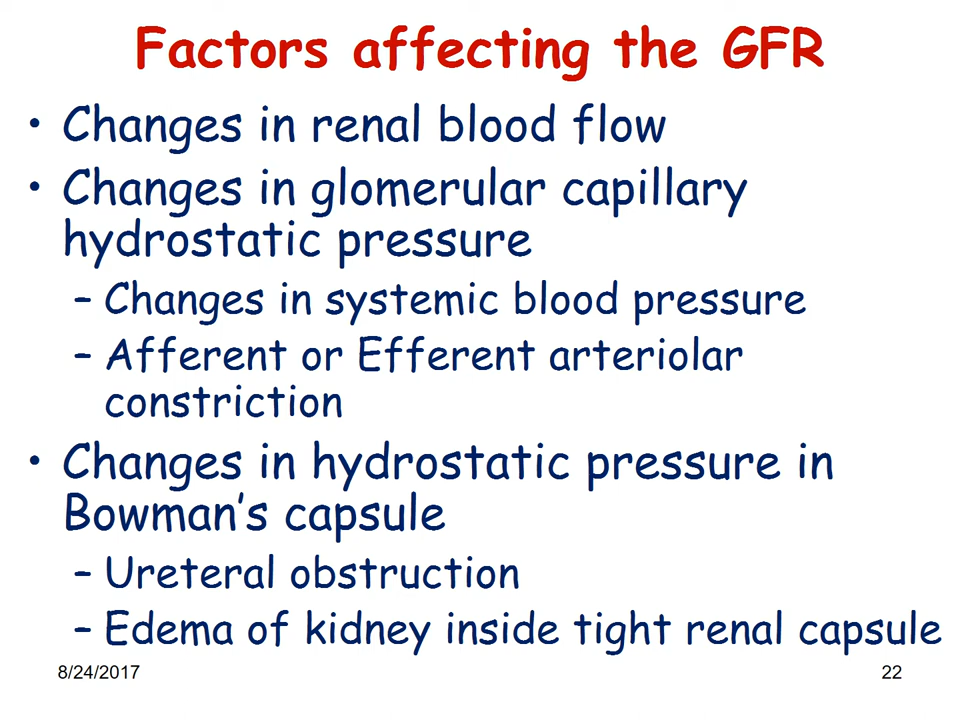 Factors affecting the GFR
• Changes in renal blood flow
• Changes in glomerular capillary
hydrostatic pressure
– Changes in systemic blood pressure
– Afferent or Efferent arteriolar
constriction
• Changes in hydrostatic pressure in
Bowman's capsule
– Ureteral obstruction
– Edema of kidney inside tight renal capsule
8/24/2017 22